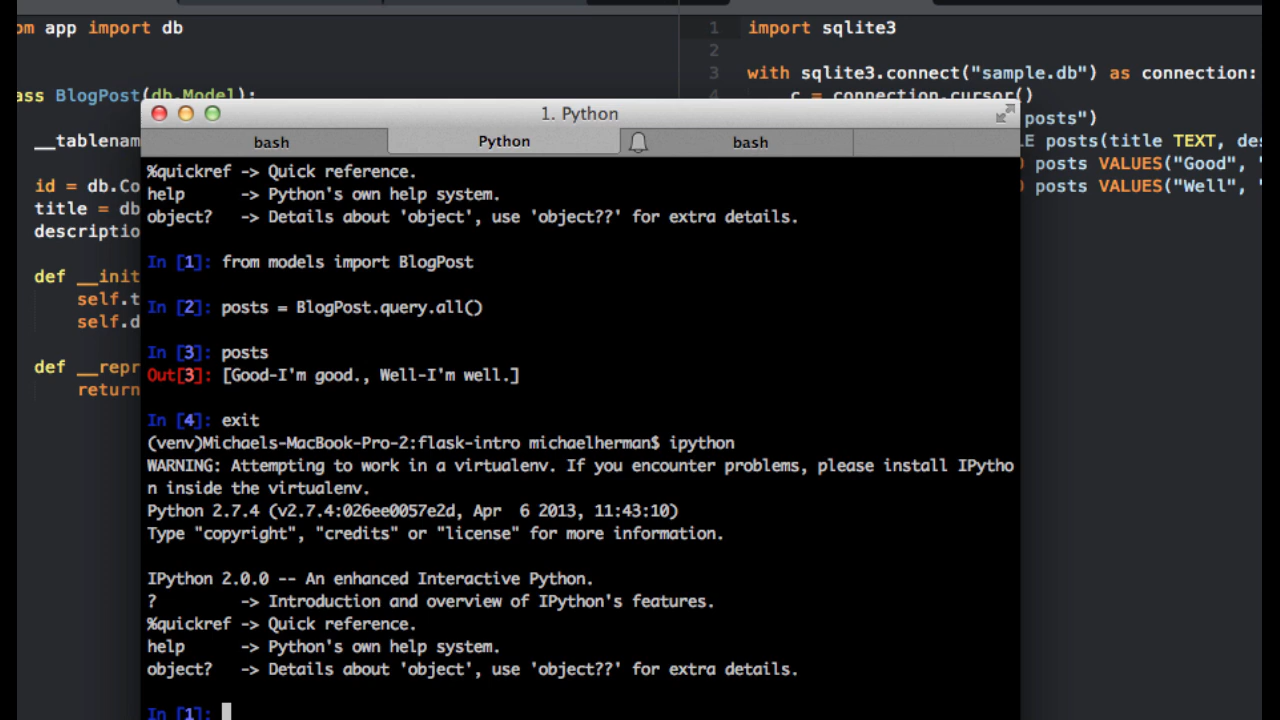 om app import db
ass BlogPost(db.Model):
__tablenam
id = db.Co
title = db
descriptio
def __init
self.t
self.d
def __repr
return
1 import sqlite3
2
3 with sqlite3.connect("sample.db") as connection:
4 c = connection.cursor()
posts")
LE posts(title TEXT, des
O posts VALUES("Good", "
O posts VALUES("Well", "
1. Python
bash Python bash
%quickref -> Quick reference.
help -> Python's own help system.
object? -> Details about 'object', use 'object??' for extra details.
In [1]: from models import BlogPost
In [2]: posts = BlogPost.query.all()
In [3]: posts
Out[3]: [Good-I'm good., Well-I'm well.]
In [4]: exit
(venv)Michaels-MacBook-Pro-2:flask-intro michaelherman$ ipython
WARNING: Attempting to work in a virtualenv. If you encounter problems, please install IPytho
n inside the virtualenv.
Python 2.7.4 (v2.7.4:026ee0057e2d, Apr  6 2013, 11:43:10)
Type "copyright", "credits" or "license" for more information.
IPython 2.0.0 -- An enhanced Interactive Python.
? -> Introduction and overview of IPython's features.
%quickref -> Quick reference.
help -> Python's own help system.
object? -> Details about 'object', use 'object??' for extra details.
In [1]: